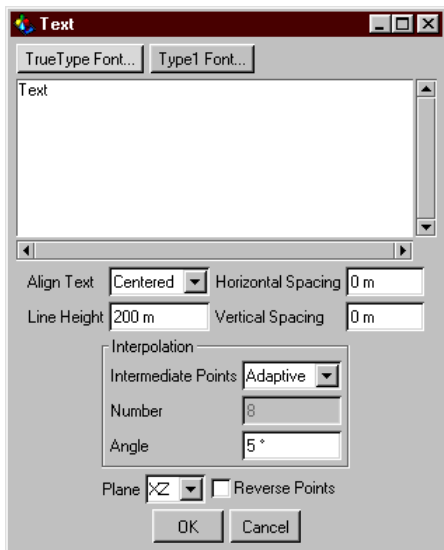 Text
TrueType Font... Type1 Font...
Text
Align Text Centered Horizontal Spacing 0 m
Line Height 200 m Vertical Spacing 0 m
Interpolation
Intermediate Points Adaptive
Number 8
Angle 5 °
Plane XZ Reverse Points
OK Cancel